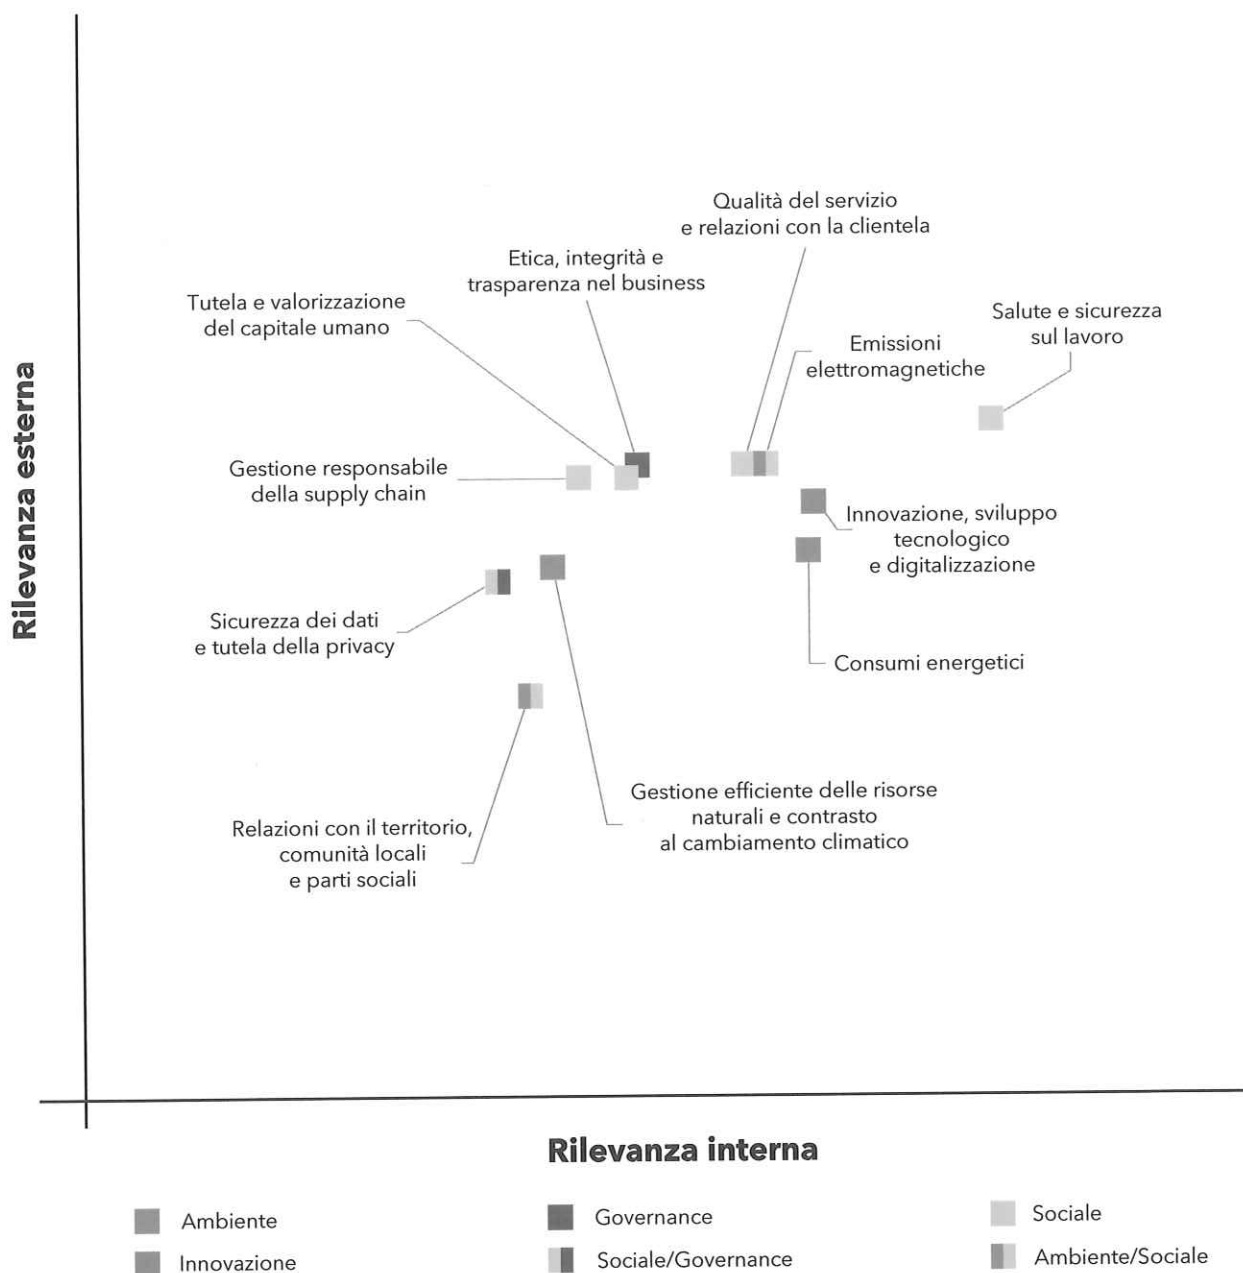 Qualità del servizio
e relazioni con la clientela
Etica, integrità e
trasparenza nel business
Tutela e valorizzazione
del capitale umano
Salute e sicurezza
sul lavoro
Emissioni
elettromagnetiche
Rilevanza esterna
Gestione responsabile
della supply chain
Innovazione, sviluppo
tecnologico
e digitalizzazione
Sicurezza dei dati
e tutela della privacy
Consumi energetici
Gestione efficiente delle risorse
naturali e contrasto
al cambiamento climatico
Relazioni con il territorio,
comunità locali
e parti sociali
Rilevanza interna
Ambiente
Governance
Sociale
Innovazione
Sociale/Governance
Ambiente/Sociale